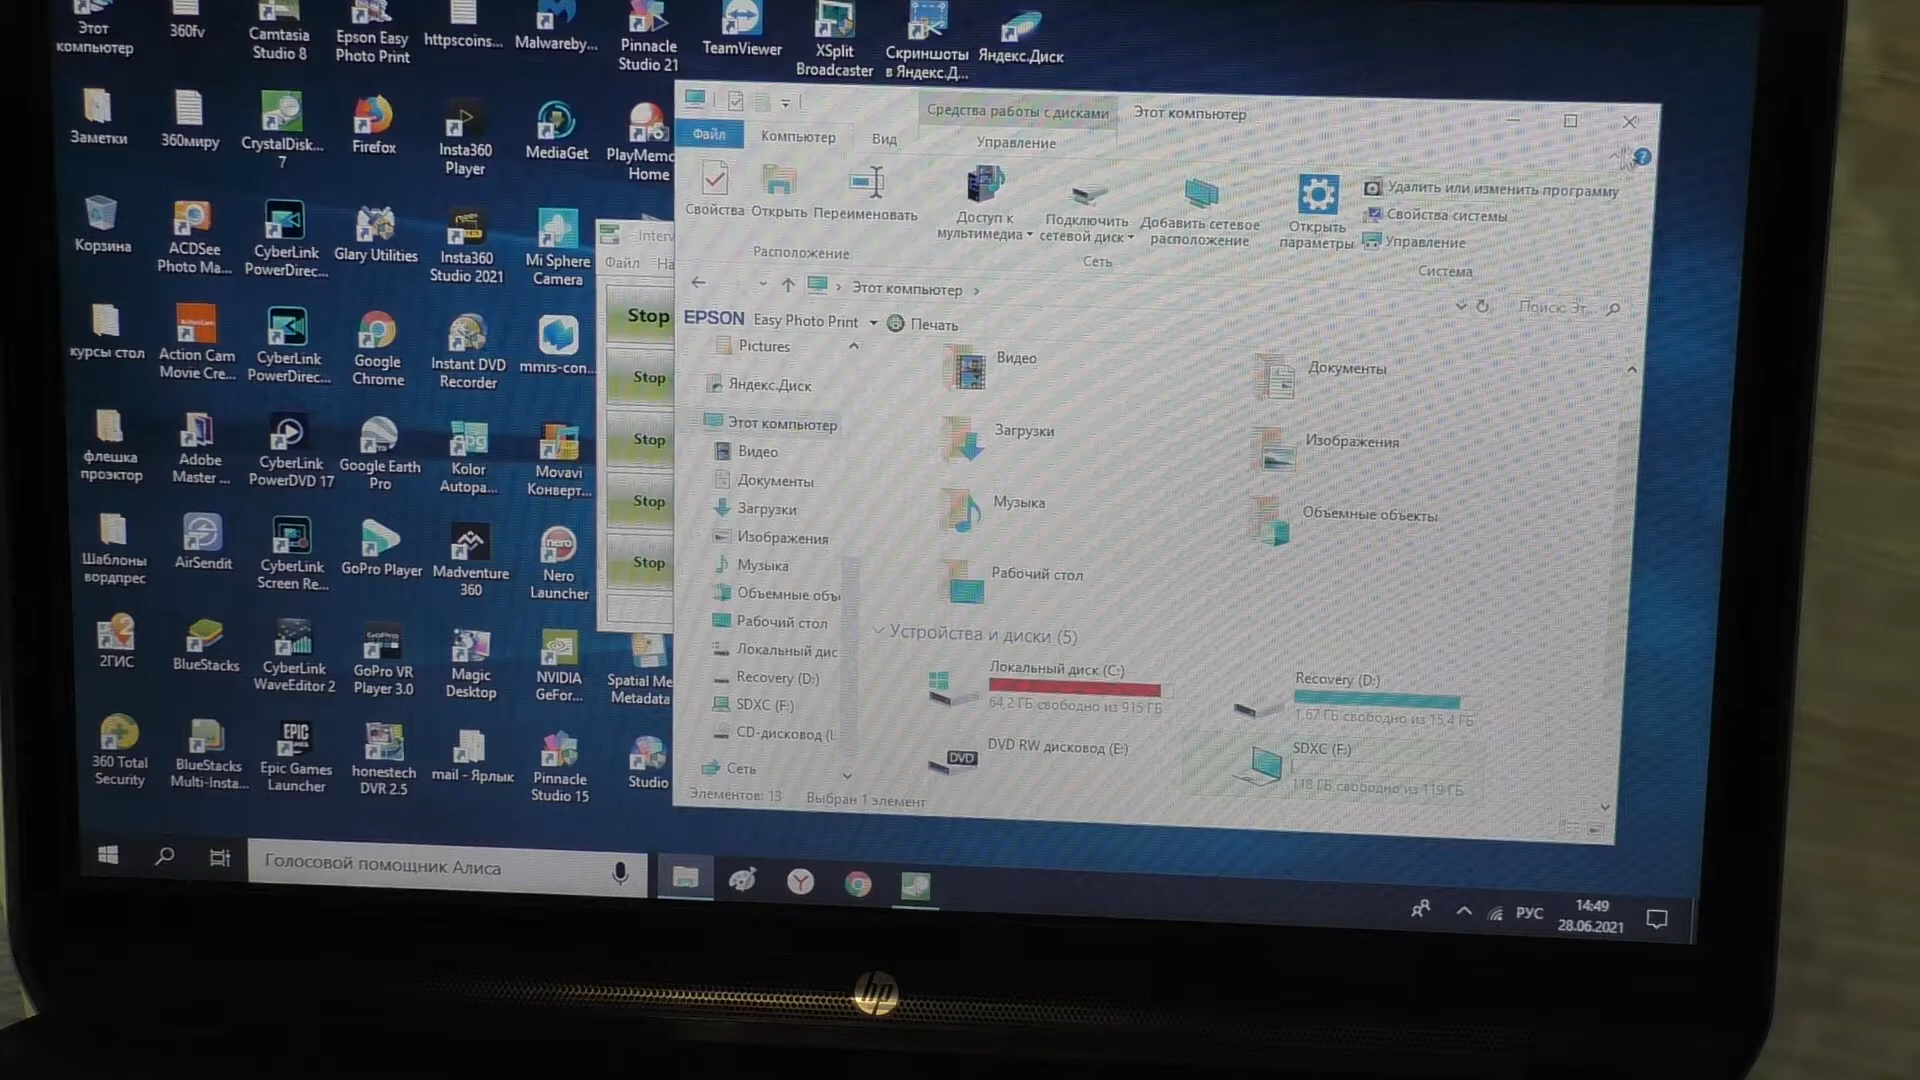 Этот
компьютер
360fv
Camtasia
Studio 8
Epson Easy
Photo Print
httpscoins...
Malwareby...
Pinnacle
Studio 21
TeamViewer
XSplit
Broadcaster
Скриншоты
в Яндекс.Д...
Яндекс.Диск
Заметки
360миру
CrystalDisk...
7
Firefox
Insta360
Player
MediaGet
PlayMemo
Home
Корзина
ACDSee
Photo Ma...
CyberLink
PowerDirec...
Glary Utilities
Insta360
Studio 2021
Mi Sphere
Camera
курсы стол
Action Cam
Movie Cre...
CyberLink
PowerDirec...
Google
Chrome
Instant DVD
Recorder
mmrs-con...
флешка
проэктор
Adobe
Master ...
CyberLink
PowerDVD 17
Google Earth
Pro
Kolor
Autopa...
Movavi
Конверт...
Шаблоны
вордпрес
AirSendit
CyberLink
Screen Re...
GoPro Player
Madventure
360
Nero
Launcher
2ГИС
BlueStacks
CyberLink
WaveEditor 2
GoPro VR
Player 3.0
Magic
Desktop
NVIDIA
GeFor...
Spatial Me
Metadata
360 Total
Security
BlueStacks
Multi-Insta...
Epic Games
Launcher
honestech
DVR 2.5
mail - Ярлык
Pinnacle
Studio 15
Studio
- Interv
Файл На
Stop
Stop
Stop
Stop
Stop
Средства работы с дисками
Этот компьютер
Файл
Компьютер
Вид
Управление
Свойства
Открыть
Переименовать
Доступ к
мультимедиа
Подключить
сетевой диск
Добавить сетевое
расположение
Открыть
параметры
Удалить или изменить программу
Свойства системы
Управление
Расположение
Сеть
Система
Этот компьютер
Поиск: Эт...
EPSON Easy Photo Print
Печать
Pictures
Яндекс.Диск
Этот компьютер
Видео
Документы
Загрузки
Изображения
Музыка
Объемные объ
Рабочий стол
Локальный дис
Recovery (D:)
SDXC (F:)
CD-дисковод (I:
Сеть
Видео
Документы
Загрузки
Изображения
Музыка
Объемные объекты
Рабочий стол
Устройства и диски (5)
Локальный диск (C:)
64,2 ГБ свободно из 915 ГБ
Recovery (D:)
1,67 ГБ свободно из 15,4 ГБ
DVD RW дисковод (E:)
DVD
SDXC (F:)
118 ГБ свободно из 119 ГБ
Элементов: 13
Выбран 1 элемент
Голосовой помощник Алиса
РУС
14:49
28.06.2021
hp